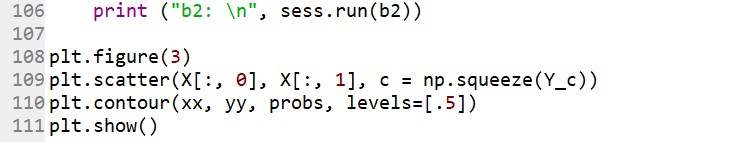 106     print ("b2: \n", sess.run(b2))
107
108 plt.figure(3)
109 plt.scatter(X[:, 0], X[:, 1], c = np.squeeze(Y_c))
110 plt.contour(xx, yy, probs, levels=[.5])
111 plt.show()